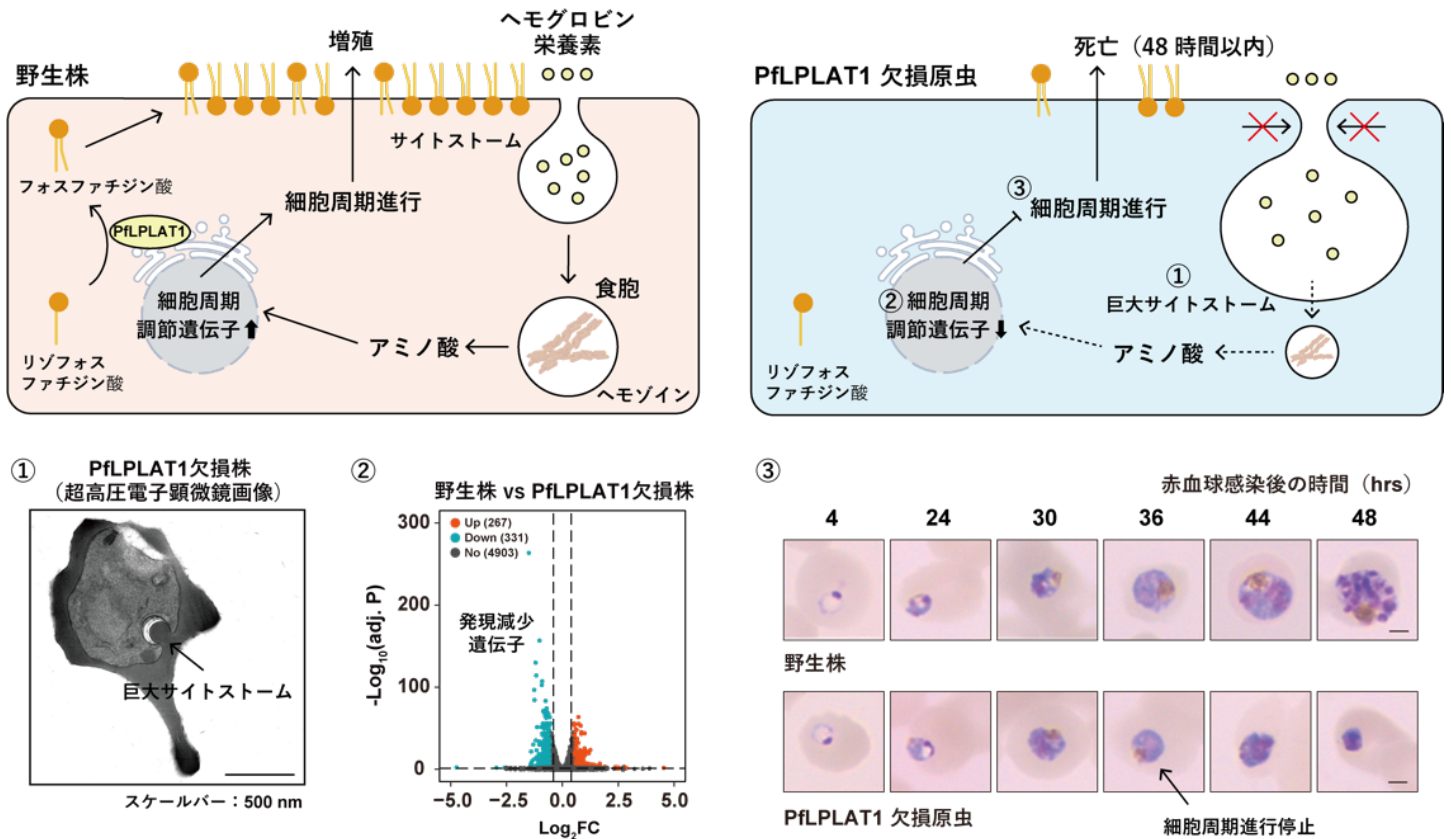 野生株
増殖
ヘモグロビン
栄養素
サイトストーム
フォスファチジン酸
PfLPLAT1
細胞周期進行
細胞周期
調節遺伝子⬆
食胞
アミノ酸
ヘモゾイン
リゾフォス
ファチジン酸
PfLPLAT1 欠損原虫
死亡（48 時間以内）
③
細胞周期進行
①
巨大サイトストーム
② 細胞周期
調節遺伝子⬇
アミノ酸
リゾフォス
ファチジン酸
①
PfLPLAT1欠損株
（超高圧電子顕微鏡画像）
巨大サイトストーム
スケールバー：500 nm
②
野生株 vs PfLPLAT1欠損株
Up (267)
Down (331)
No (4903)
発現減少
遺伝子
-Log10(adj. P)
300
200
100
0
−5.0 −2.5 0.0 2.5 5.0
Log2FC
③
赤血球感染後の時間（hrs）
4 24 30 36 44 48
野生株
PfLPLAT1 欠損原虫
細胞周期進行停止